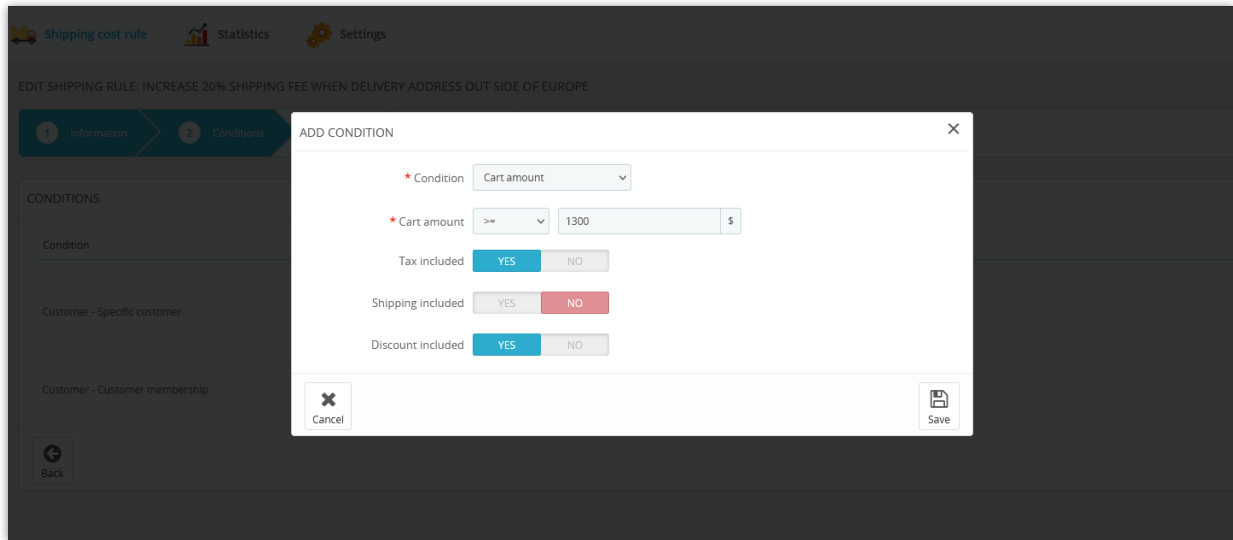 Shipping cost rule
Statistics
Settings
EDIT SHIPPING RULE: INCREASE 20% SHIPPING FEE WHEN DELIVERY ADDRESS OUT SIDE OF EUROPE
1 Information
2 Conditions
ADD CONDITION
* Condition Cart amount
* Cart amount >= 1300 $
Tax included YES NO
Shipping included YES NO
Discount included YES NO
Cancel
Save
CONDITIONS
Condition
Customer - Specific customer
Customer - Customer membership
Back